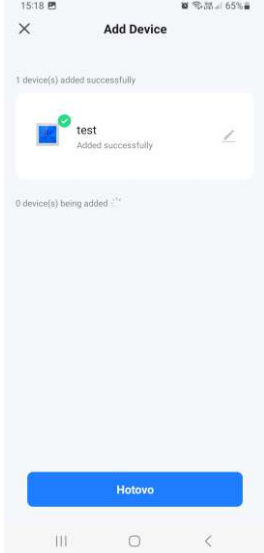 15:18 65%
Add Device
1 device(s) added successfully
test
Added successfully
0 device(s) being added
Hotovo